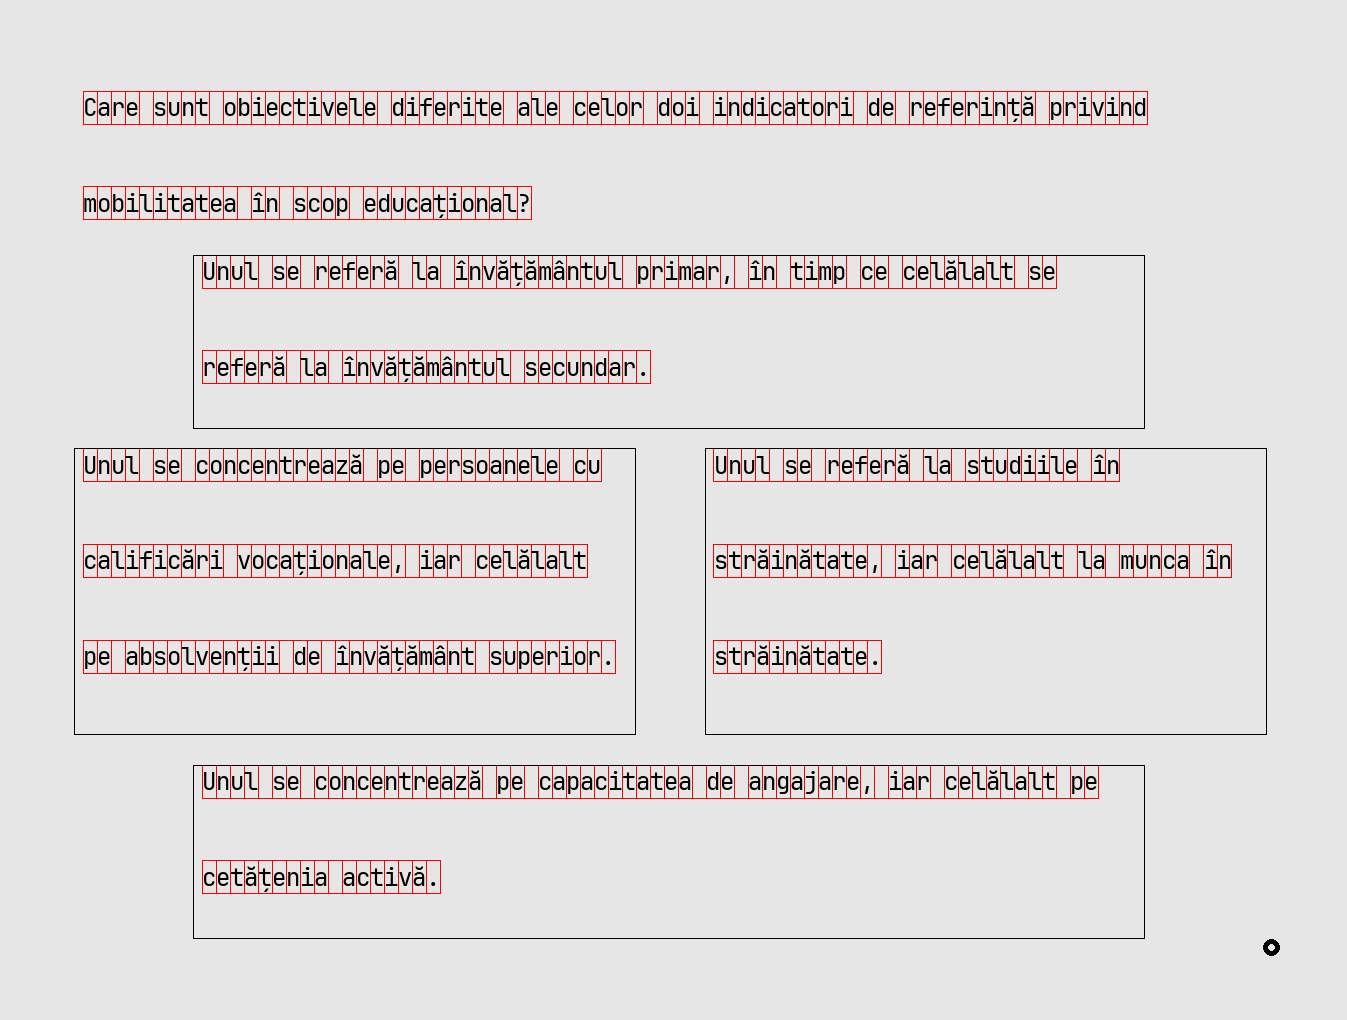 Care sunt obiectivele diferite ale celor doi indicatori de referință privind
mobilitatea în scop educațional?
Unul se referă la învățământul primar, în timp ce celălalt se
referă la învățământul secundar.
Unul se concentrează pe persoanele cu
calificări vocaționale, iar celălalt
pe absolvenții de învățământ superior.
Unul se referă la studiile în
străinătate, iar celălalt la munca în
străinătate.
Unul se concentrează pe capacitatea de angajare, iar celălalt pe
cetățenia activă.